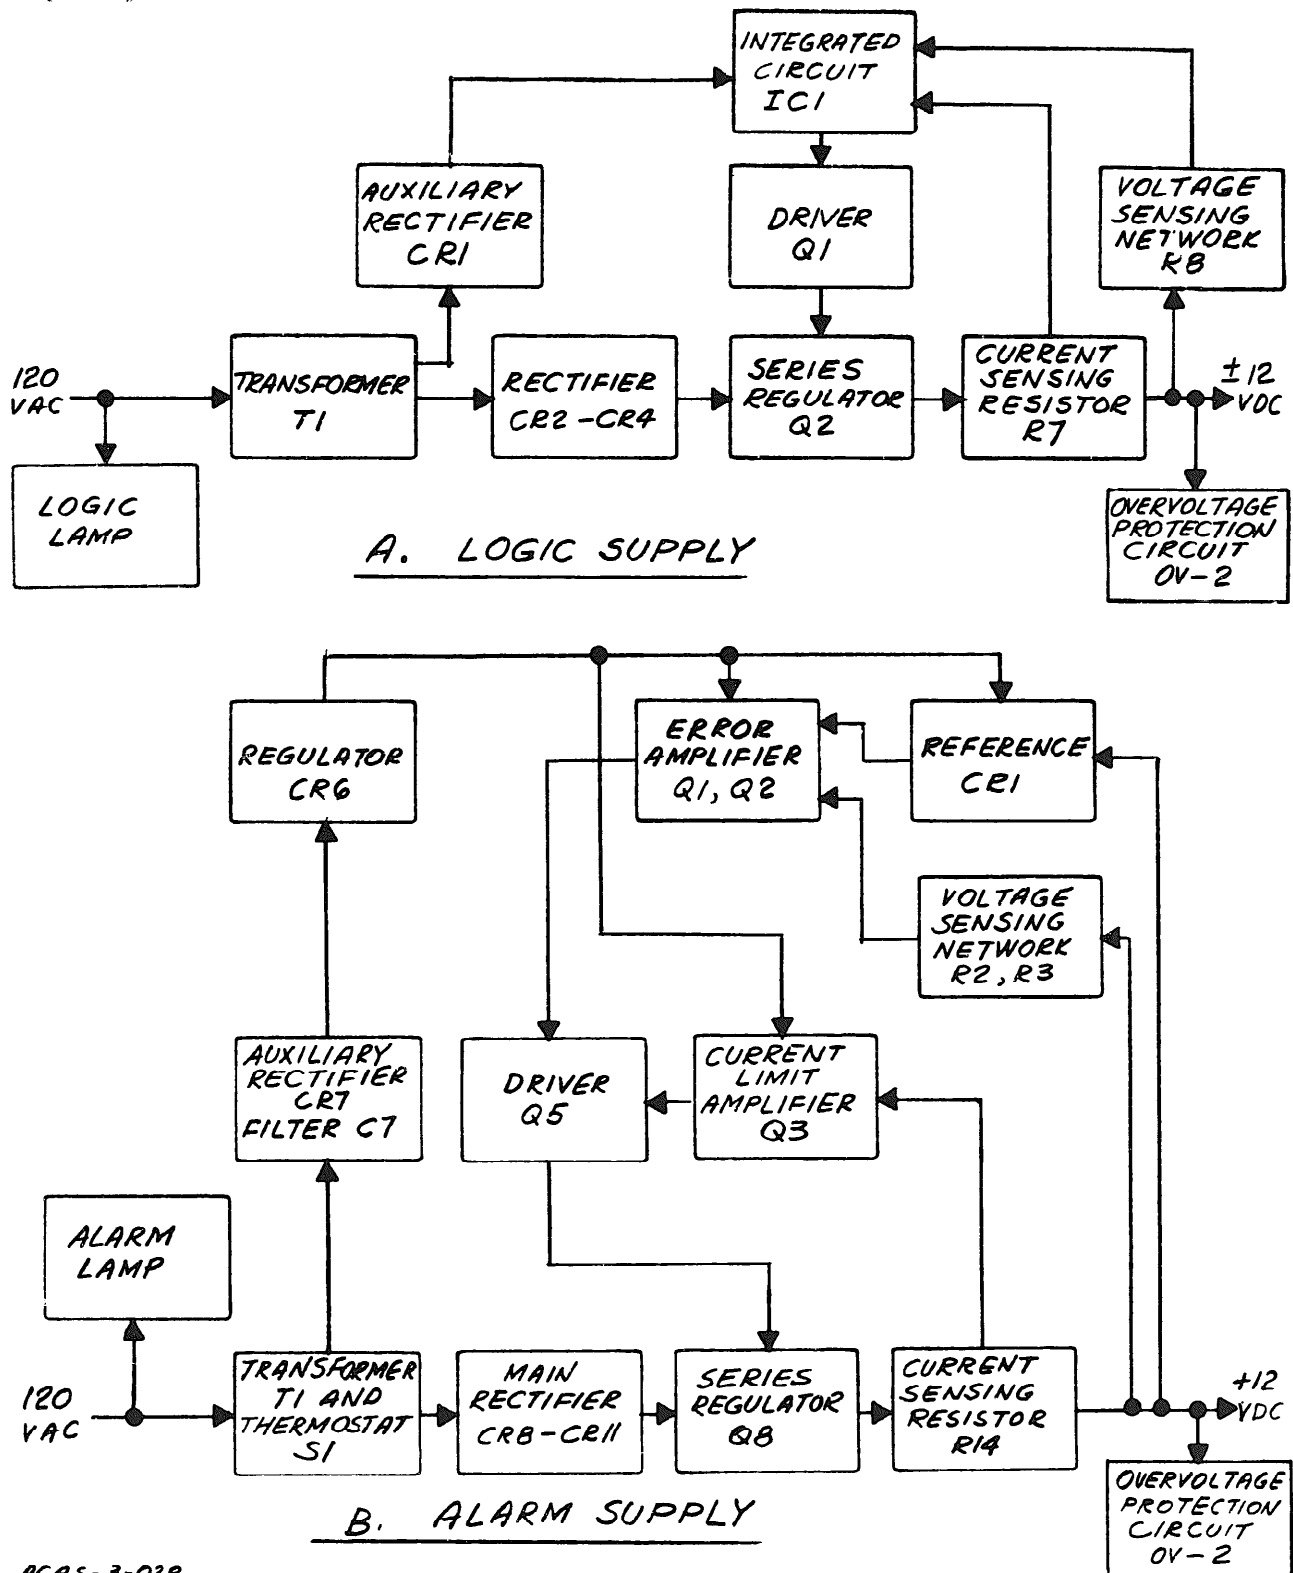 INTEGRATED
CIRCUIT
IC1
AUXILIARY
RECTIFIER
CR1
DRIVER
Q1
VOLTAGE
SENSING
NETWORK
R8
120
VAC
TRANSFORMER
T1
RECTIFIER
CR2-CR4
SERIES
REGULATOR
Q2
CURRENT
SENSING
RESISTOR
R7
±12
VDC
LOGIC
LAMP
OVERVOLTAGE
PROTECTION
CIRCUIT
OV-2
A. LOGIC SUPPLY
REGULATOR
CR6
ERROR
AMPLIFIER
Q1, Q2
REFERENCE
CR1
VOLTAGE
SENSING
NETWORK
R2, R3
AUXILIARY
RECTIFIER
CR7
FILTER C7
DRIVER
Q5
CURRENT
LIMIT
AMPLIFIER
Q3
ALARM
LAMP
120
VAC
TRANSFORMER
T1 AND
THERMOSTAT
S1
MAIN
RECTIFIER
CR8-CR11
SERIES
REGULATOR
Q8
CURRENT
SENSING
RESISTOR
R14
+12
VDC
OVERVOLTAGE
PROTECTION
CIRCUIT
OV-2
B. ALARM SUPPLY